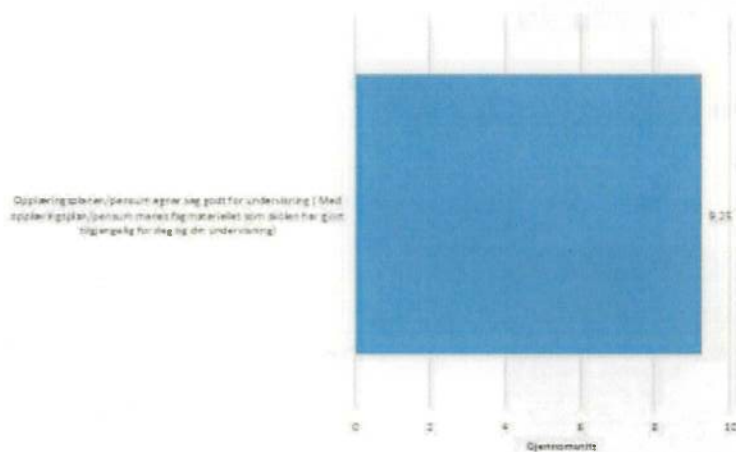 Opplæringsplanen/pensum egner seg godt for undervisning ( Med
opplæringsplan/pensum menes fagmateriellet som skolen har gjort
tilgjengelig for deg og din undervisning)
9,25
0 2 4 6 8 10
Gjennomsnitt